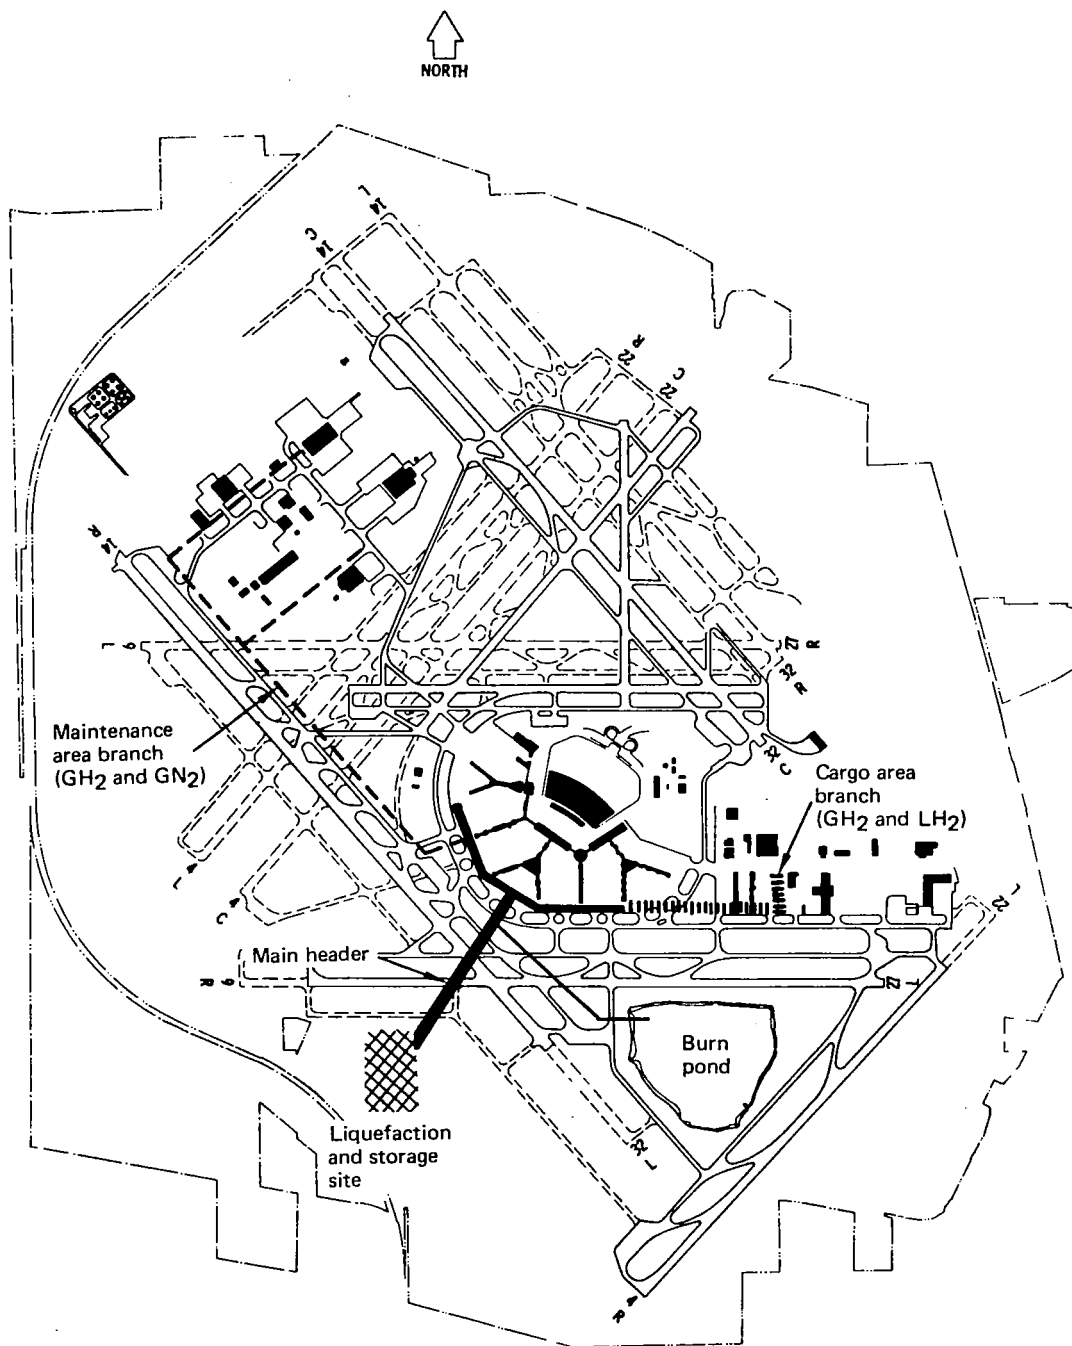 NORTH
14 L
14 C
22 R
22 C
14 R
9 L
27 R
32 R
32 C
Maintenance
area branch
(GH2 and GN2)
Cargo area
branch
(GH2 and LH2)
4 L
4 C
22 L
Main header
9 R
27 L
Burn
pond
Liquefaction
and storage
site
32 L
4 R